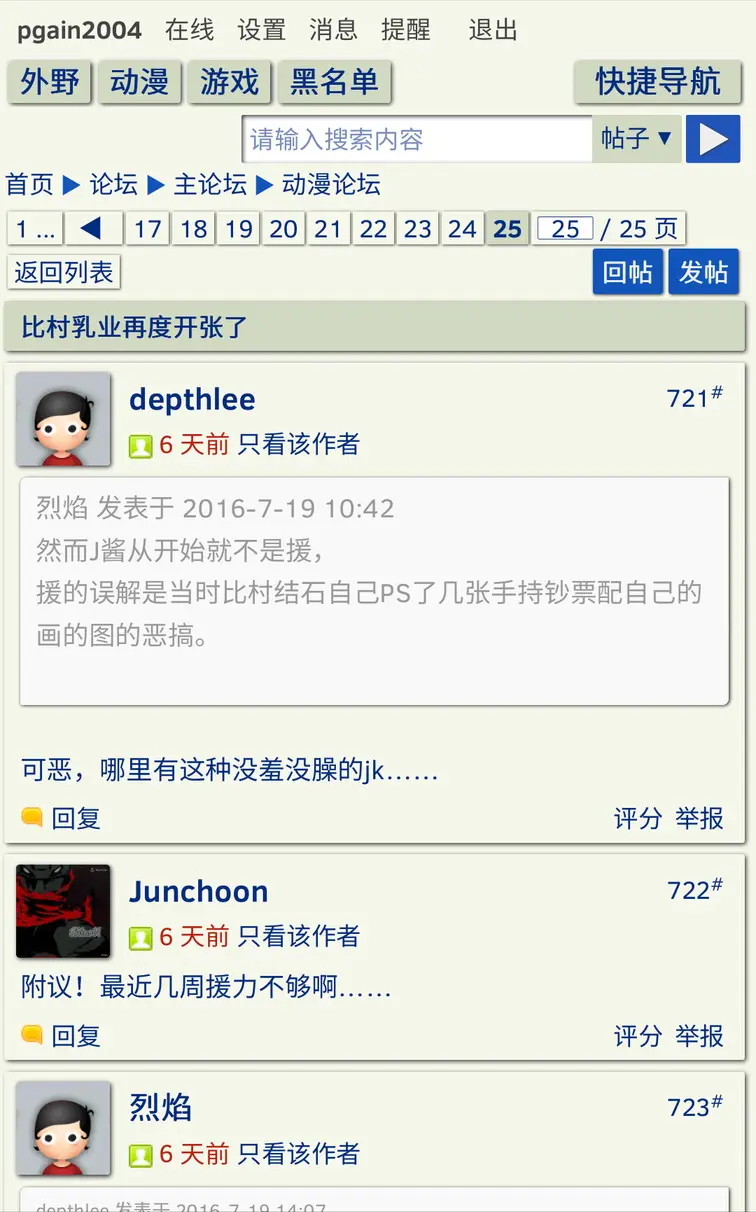 pgain2004 在线 设置 消息 提醒 退出
外野 动漫 游戏 黑名单 快捷导航
请输入搜索内容 帖子 ▼
首页 ▶ 论坛 ▶ 主论坛 ▶ 动漫论坛
1 ... ◀ 17 18 19 20 21 22 23 24 25 25 / 25 页
返回列表 回帖 发帖
比村乳业再度开张了
depthlee 721#
6 天前 只看该作者
烈焰 发表于 2016-7-19 10:42
然而J酱从开始就不是援，
援的误解是当时比村结石自己PS了几张手持钞票配自己的
画的图的恶搞。
可恶，哪里有这种没羞没臊的jk……
回复 评分 举报
Junchoon 722#
6 天前 只看该作者
附议！最近几周援力不够啊……
回复 评分 举报
烈焰 723#
6 天前 只看该作者
depthlee 发表于 2016-7-19 14:07